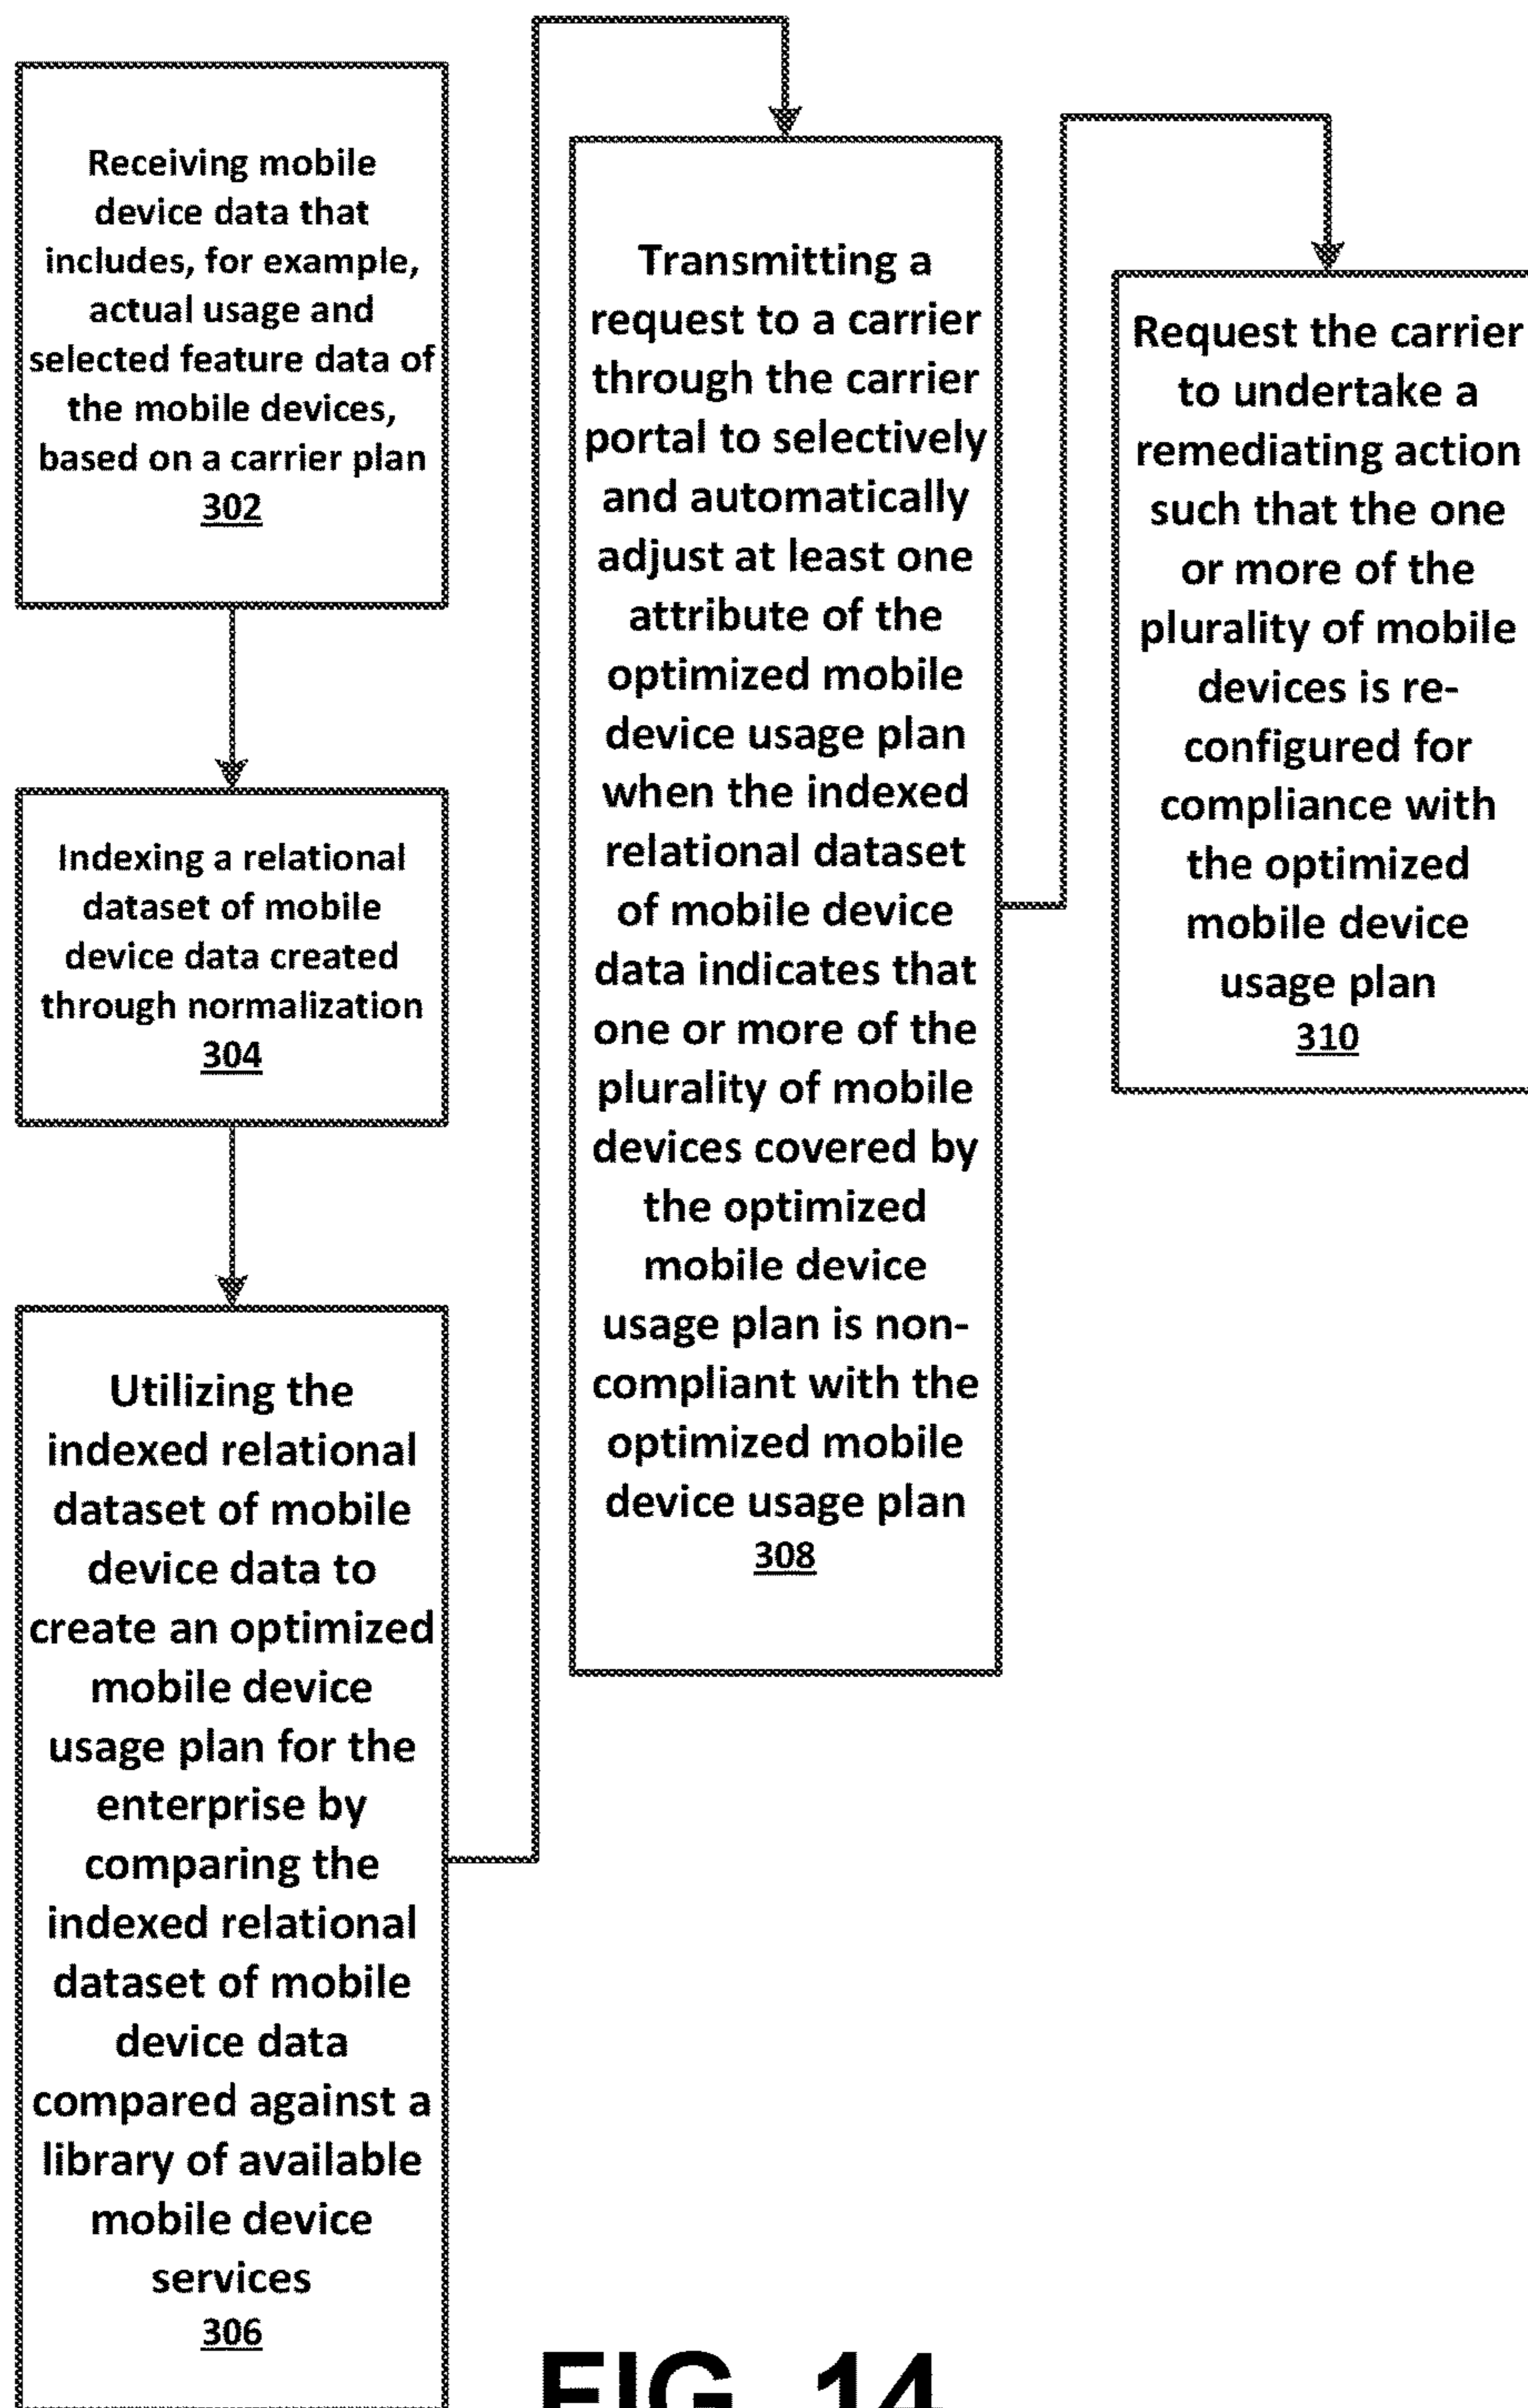 Receiving mobile
device data that
includes, for example,
actual usage and
selected feature data of
the mobile devices,
based on a carrier plan
302
Indexing a relational
dataset of mobile
device data created
through normalization
304
Utilizing the
indexed relational
dataset of mobile
device data to
create an optimized
mobile device
usage plan for the
enterprise by
comparing the
indexed relational
dataset of mobile
device data
compared against a
library of available
mobile device
services
306
Transmitting a
request to a carrier
through the carrier
portal to selectively
and automatically
adjust at least one
attribute of the
optimized mobile
device usage plan
when the indexed
relational dataset
of mobile device
data indicates that
one or more of the
plurality of mobile
devices covered by
the optimized
mobile device
usage plan is non-
compliant with the
optimized mobile
device usage plan
308
Request the carrier
to undertake a
remediating action
such that the one
or more of the
plurality of mobile
devices is re-
configured for
compliance with
the optimized
mobile device
usage plan
310
FIG. 14